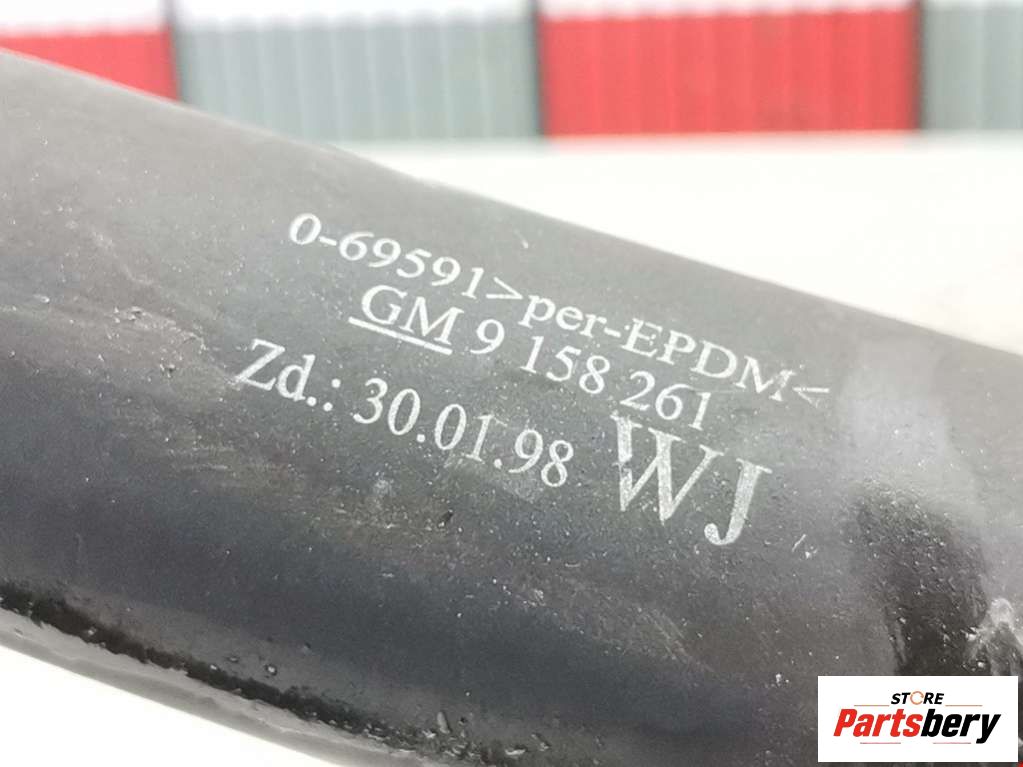 0-69591>per-EPDM<
GM 9 158 261
Zd.: 30.01.98 WJ
STORE
Partsbery